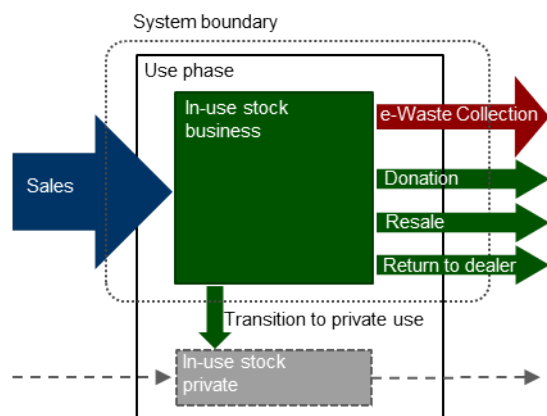 System boundary
Use phase
In-use stock
business
e-Waste Collection
Sales
Donation
Resale
Return to dealer
Transition to private use
In-use stock
private